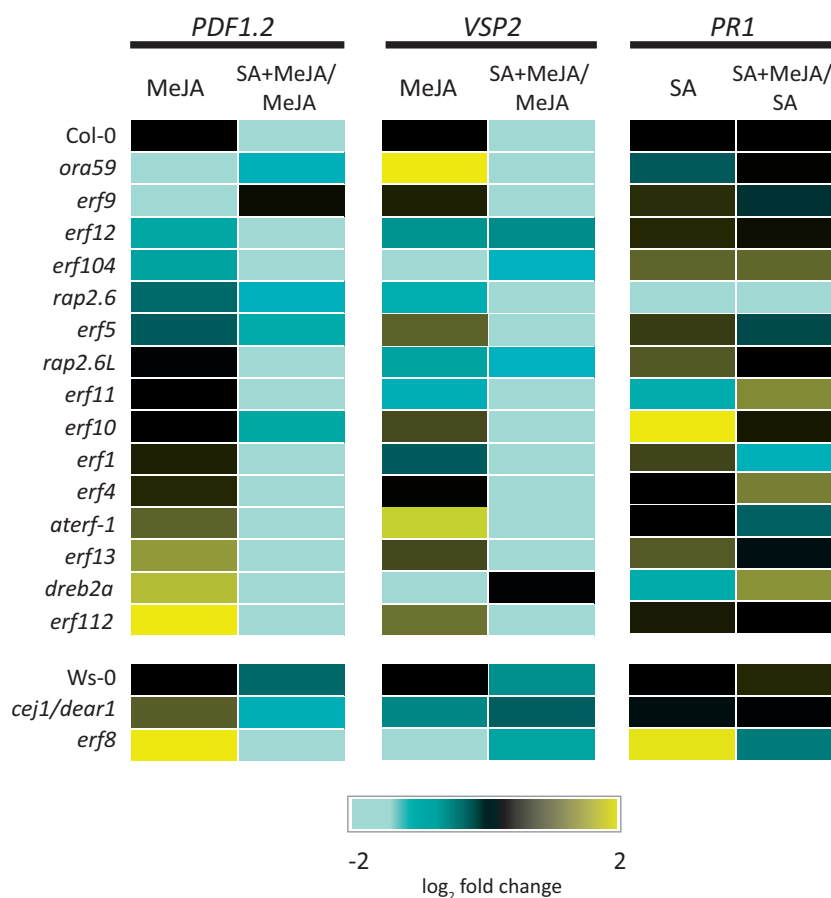 PDF1.2 VSP2 PR1
MeJA SA+MeJA/ MeJA MeJA SA+MeJA/ MeJA SA SA+MeJA/ SA
Col-0
ora59
erf9
erf12
erf104
rap2.6
erf5
rap2.6L
erf11
erf10
erf1
erf4
aterf-1
erf13
dreb2a
erf112
Ws-0
cej1/dear1
erf8
-2 2
log₂ fold change